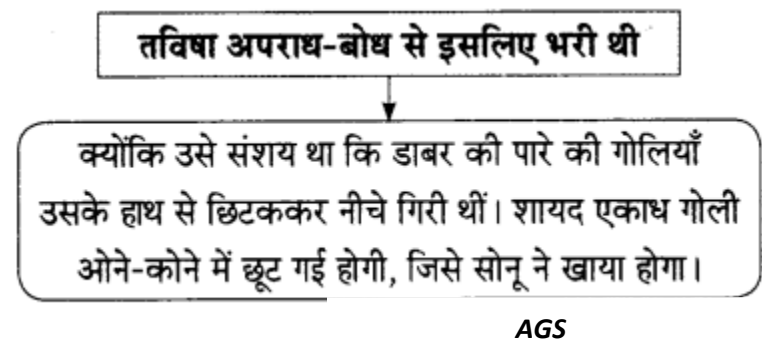 तविषा अपराध-बोध से इसलिए भरी थी
क्योंकि उसे संशय था कि डाबर की पारे की गोलियाँ
उसके हाथ से छिटककर नीचे गिरी थीं। शायद एकाध गोली
ओने-कोने में छूट गई होगी, जिसे सोनू ने खाया होगा।
AGS